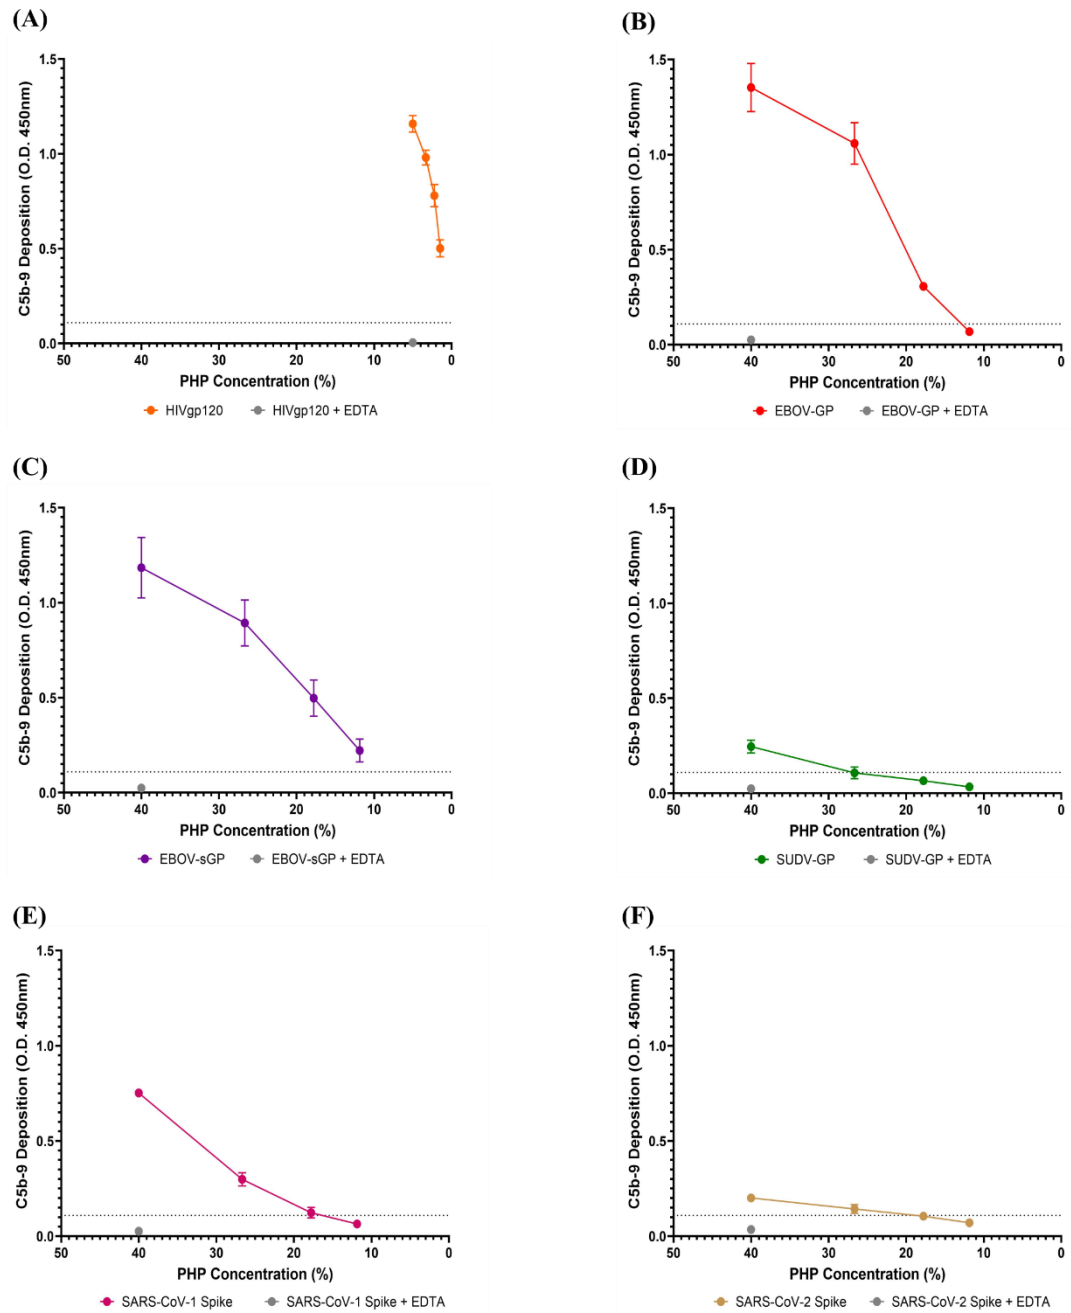 (A)
1.5
1.0
0.5
0.0
C5b-9 Deposition (O.D. 450nm)
50 40 30 20 10 0
PHP Concentration (%)
HIVgp120 HIVgp120 + EDTA
(B)
1.5
1.0
0.5
0.0
C5b-9 Deposition (O.D. 450nm)
50 40 30 20 10 0
PHP Concentration (%)
EBOV-GP EBOV-GP + EDTA
(C)
1.5
1.0
0.5
0.0
C5b-9 Deposition (O.D. 450nm)
50 40 30 20 10 0
PHP Concentration (%)
EBOV-sGP EBOV-sGP + EDTA
(D)
1.5
1.0
0.5
0.0
C5b-9 Deposition (O.D. 450nm)
50 40 30 20 10 0
PHP Concentration (%)
SUDV-GP SUDV-GP + EDTA
(E)
1.5
1.0
0.5
0.0
C5b-9 Deposition (O.D. 450nm)
50 40 30 20 10 0
PHP Concentration (%)
SARS-CoV-1 Spike SARS-CoV-1 Spike + EDTA
(F)
1.5
1.0
0.5
0.0
C5b-9 Deposition (O.D. 450nm)
50 40 30 20 10 0
PHP Concentration (%)
SARS-CoV-2 Spike SARS-CoV-2 Spike + EDTA